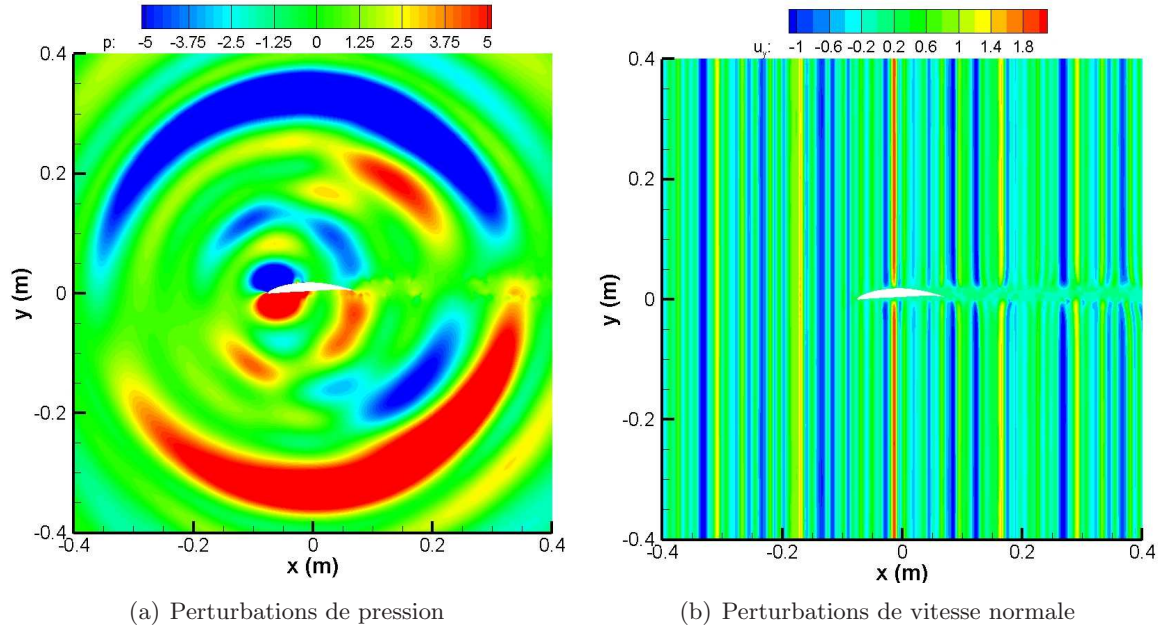 p: -5 -3.75 -2.5 -1.25 0 1.25 2.5 5
0.4
0.2
0
-0.2
-0.4
y (m)
-0.4 -0.2 0 0.2 0.4
x (m)
(a) Perturbations de pression
uy: -1 -0.6 -0.2 0.2 0.6 1 1.4 1.8
0.4
0.2
0
-0.2
-0.4
y (m)
-0.4 -0.2 0 0.2 0.4
x (m)
(b) Perturbations de vitesse normale